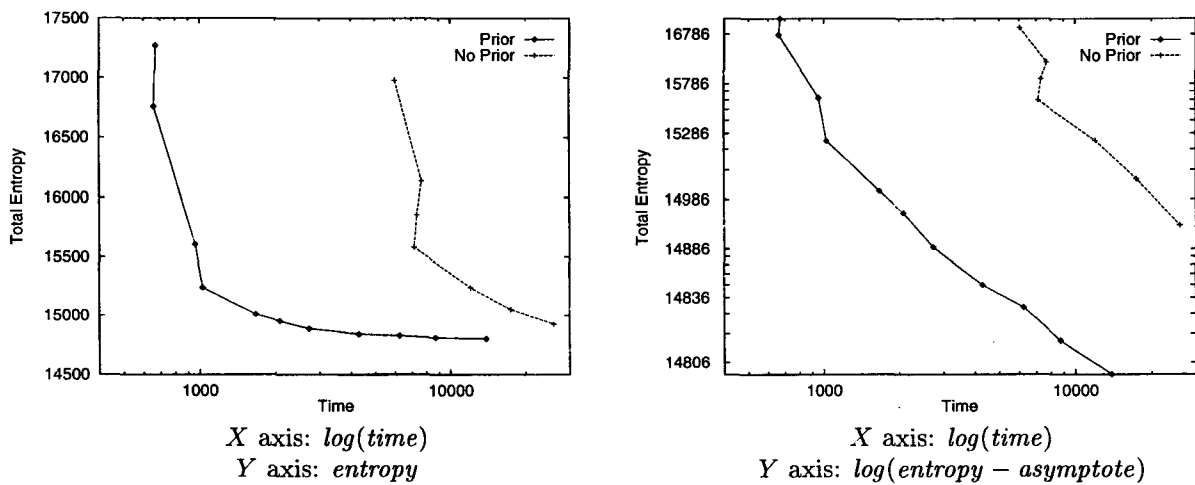 17500
17000
16500
16000
15500
15000
14500
Total Entropy
Prior
No Prior
1000
10000
Time
X axis: log(time)
Y axis: entropy
16786
15786
15286
14986
14886
14836
14806
Total Entropy
Prior
No Prior
1000
10000
Time
X axis: log(time)
Y axis: log(entropy − asymptote)